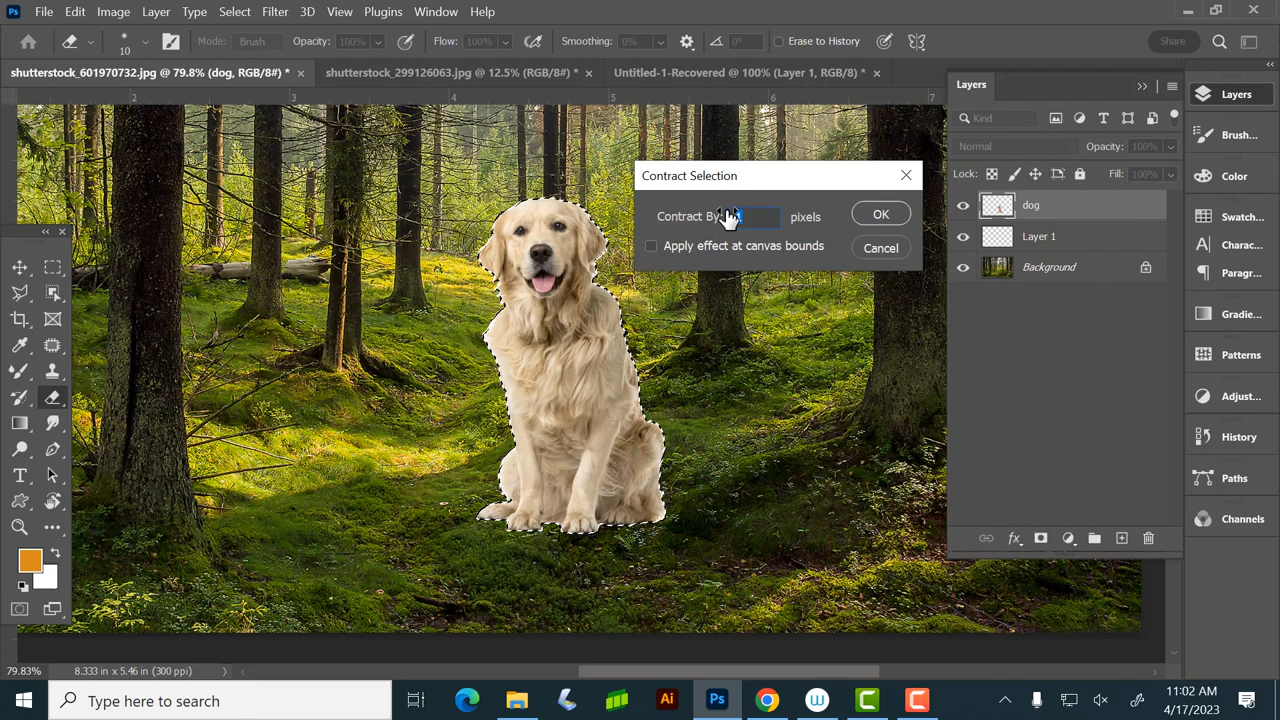 Ps File Edit Image Layer Type Select Filter 3D View Plugins Window Help
10 Mode: Brush Opacity: 100% Flow: 100% Smoothing: 0% 0° Erase to History Share
shutterstock_601970732.jpg @ 79.8% (dog, RGB/8#) * × shutterstock_299126063.jpg @ 12.5% (RGB/8#) * × Untitled-1-Recovered @ 100% (Layer 1, RGB/8) * ×
2 3 4 5 6 7
Layers
Kind
Normal Opacity: 100%
Lock: Fill: 100%
dog
Layer 1
Background
Contract Selection
Contract By: pixels OK
Apply effect at canvas bounds Cancel
Layers
Brush...
Color
Swatch...
Charac...
Paragr...
Gradie...
Patterns
Adjust...
History
Paths
Channels
79.83% 8.333 in x 5.46 in (300 ppi)
Type here to search
Ai Ps
11:02 AM
4/17/2023